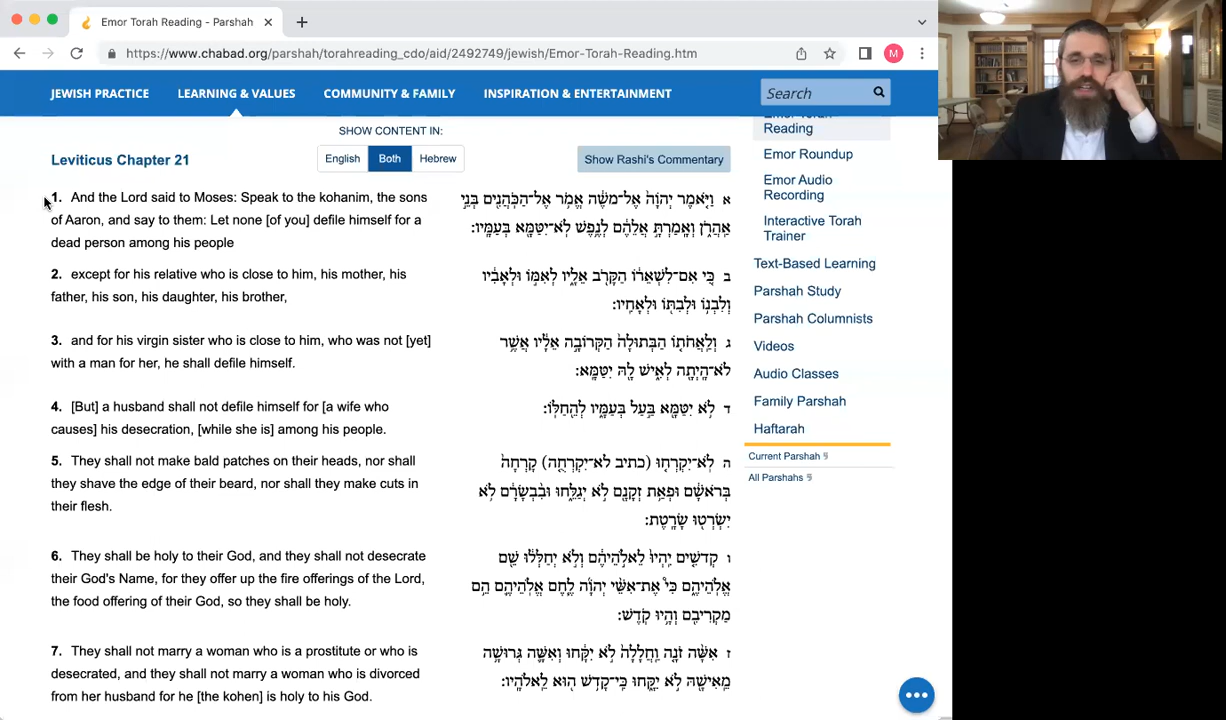 Emor Torah Reading - Parshah
https://www.chabad.org/parshah/torahreading_cdo/aid/2492749/jewish/Emor-Torah-Reading.htm
M
JEWISH PRACTICE
LEARNING & VALUES
COMMUNITY & FAMILY
INSPIRATION & ENTERTAINMENT
Search
SHOW CONTENT IN:
Leviticus Chapter 21
English
Both
Hebrew
Show Rashi's Commentary
1. And the Lord said to Moses: Speak to the kohanim, the sons
of Aaron, and say to them: Let none [of you] defile himself for a
dead person among his people
א וַיֹּ֤אמֶר יְהֹוָה֙ אֶל־משֶׁ֔ה אֱמֹ֥ר אֶל־הַכֹּֽהֲנִ֖ים בְּנֵ֣י
אַֽהֲרֹ֑ן וְאָֽמַרְתָּ֣ אֲלֵהֶ֔ם לְנֶ֥פֶשׁ לֹֽא־יִטַּמָּ֖א בְּעַמָּֽיו:
2. except for his relative who is close to him, his mother, his
father, his son, his daughter, his brother,
ב כִּ֚י אִם־לִשְׁאֵר֔וֹ הַקָּרֹ֖ב אֵלָ֑יו לְאִמּ֣וֹ וּלְאָבִ֔יו
וְלִבְנ֥וֹ וּלְבִתּ֖וֹ וּלְאָחִֽיו:
3. and for his virgin sister who is close to him, who was not [yet]
with a man for her, he shall defile himself.
ג וְלַֽאֲחֹת֤וֹ הַבְּתוּלָה֙ הַקְּרוֹבָ֣ה אֵלָ֔יו אֲשֶׁ֥ר
לֹא־הָֽיְתָ֖ה לְאִ֑ישׁ לָ֖הּ יִטַּמָּֽא:
4. [But] a husband shall not defile himself for [a wife who
causes] his desecration, [while she is] among his people.
ד לֹ֥א יִטַּמָּ֖א בַּ֣עַל בְּעַמָּ֑יו לְהֵ֖חַלּֽוֹ:
5. They shall not make bald patches on their heads, nor shall
they shave the edge of their beard, nor shall they make cuts in
their flesh.
ה לֹֽא־יִקְרְח֤וּ (כתיב לא־יִקְרְחֻ֤ה) קָרְחָה֙
בְּרֹאשָׁ֔ם וּפְאַ֥ת זְקָנָ֖ם לֹ֣א יְגַלֵּ֑חוּ וּבִ֨בְשָׂרָ֔ם לֹ֥א
יִשְׂרְט֖וּ שָׂרָֽטֶת:
6. They shall be holy to their God, and they shall not desecrate
their God's Name, for they offer up the fire offerings of the Lord,
the food offering of their God, so they shall be holy.
ו קְדשִׁ֤ים יִֽהְיוּ֙ לֵאלֹ֣הֵיהֶ֔ם וְלֹ֣א יְחַלְּל֔וּ שֵׁ֖ם
אֱלֹֽהֵיהֶ֑ם כִּי֩ אֶת־אִשֵּׁ֨י יְהֹוָ֜ה לֶ֧חֶם אֱלֹֽהֵיהֶ֛ם הֵ֥ם
מַקְרִיבִ֖ם וְהָ֥יוּ קֹֽדֶשׁ:
7. They shall not marry a woman who is a prostitute or who is
desecrated, and they shall not marry a woman who is divorced
from her husband for he [the kohen] is holy to his God.
ז אִשָּׁ֨ה זֹנָ֤ה וַֽחֲלָלָה֙ לֹ֣א יִקָּ֔חוּ וְאִשָּׁ֛ה גְּרוּשָׁ֥ה
מֵֽאִישָׁ֖הּ לֹ֣א יִקָּ֑חוּ כִּֽי־קָד֥שׁ ה֖וּא לֵֽאלֹהָֽיו:
Emor Torah
Reading
Emor Roundup
Emor Audio
Recording
Interactive Torah
Trainer
Text-Based Learning
Parshah Study
Parshah Columnists
Videos
Audio Classes
Family Parshah
Haftarah
Current Parshah
All Parshahs